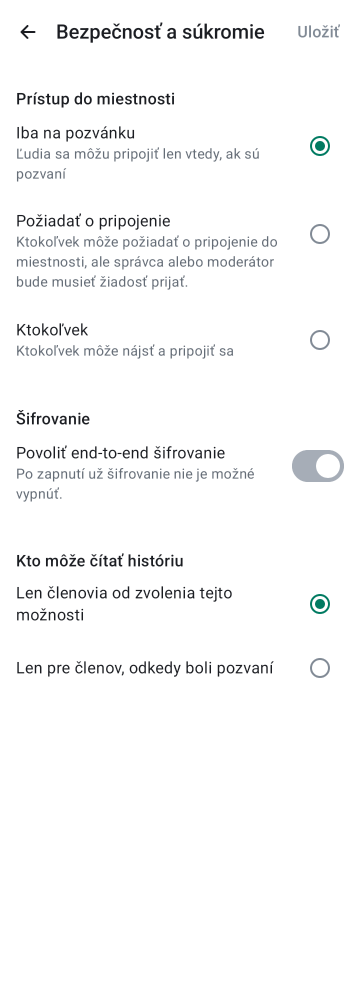 Bezpečnosť a súkromie
Uložiť
Prístup do miestnosti
Iba na pozvánku
Ľudia sa môžu pripojiť len vtedy, ak sú
pozvaní
Požiadať o pripojenie
Ktokoľvek môže požiadať o pripojenie do
miestnosti, ale správca alebo moderátor
bude musieť žiadosť prijať.
Ktokoľvek
Ktokoľvek môže nájsť a pripojiť sa
Šifrovanie
Povoliť end-to-end šifrovanie
Po zapnutí už šifrovanie nie je možné
vypnúť.
Kto môže čítať históriu
Len členovia od zvolenia tejto
možnosti
Len pre členov, odkedy boli pozvaní